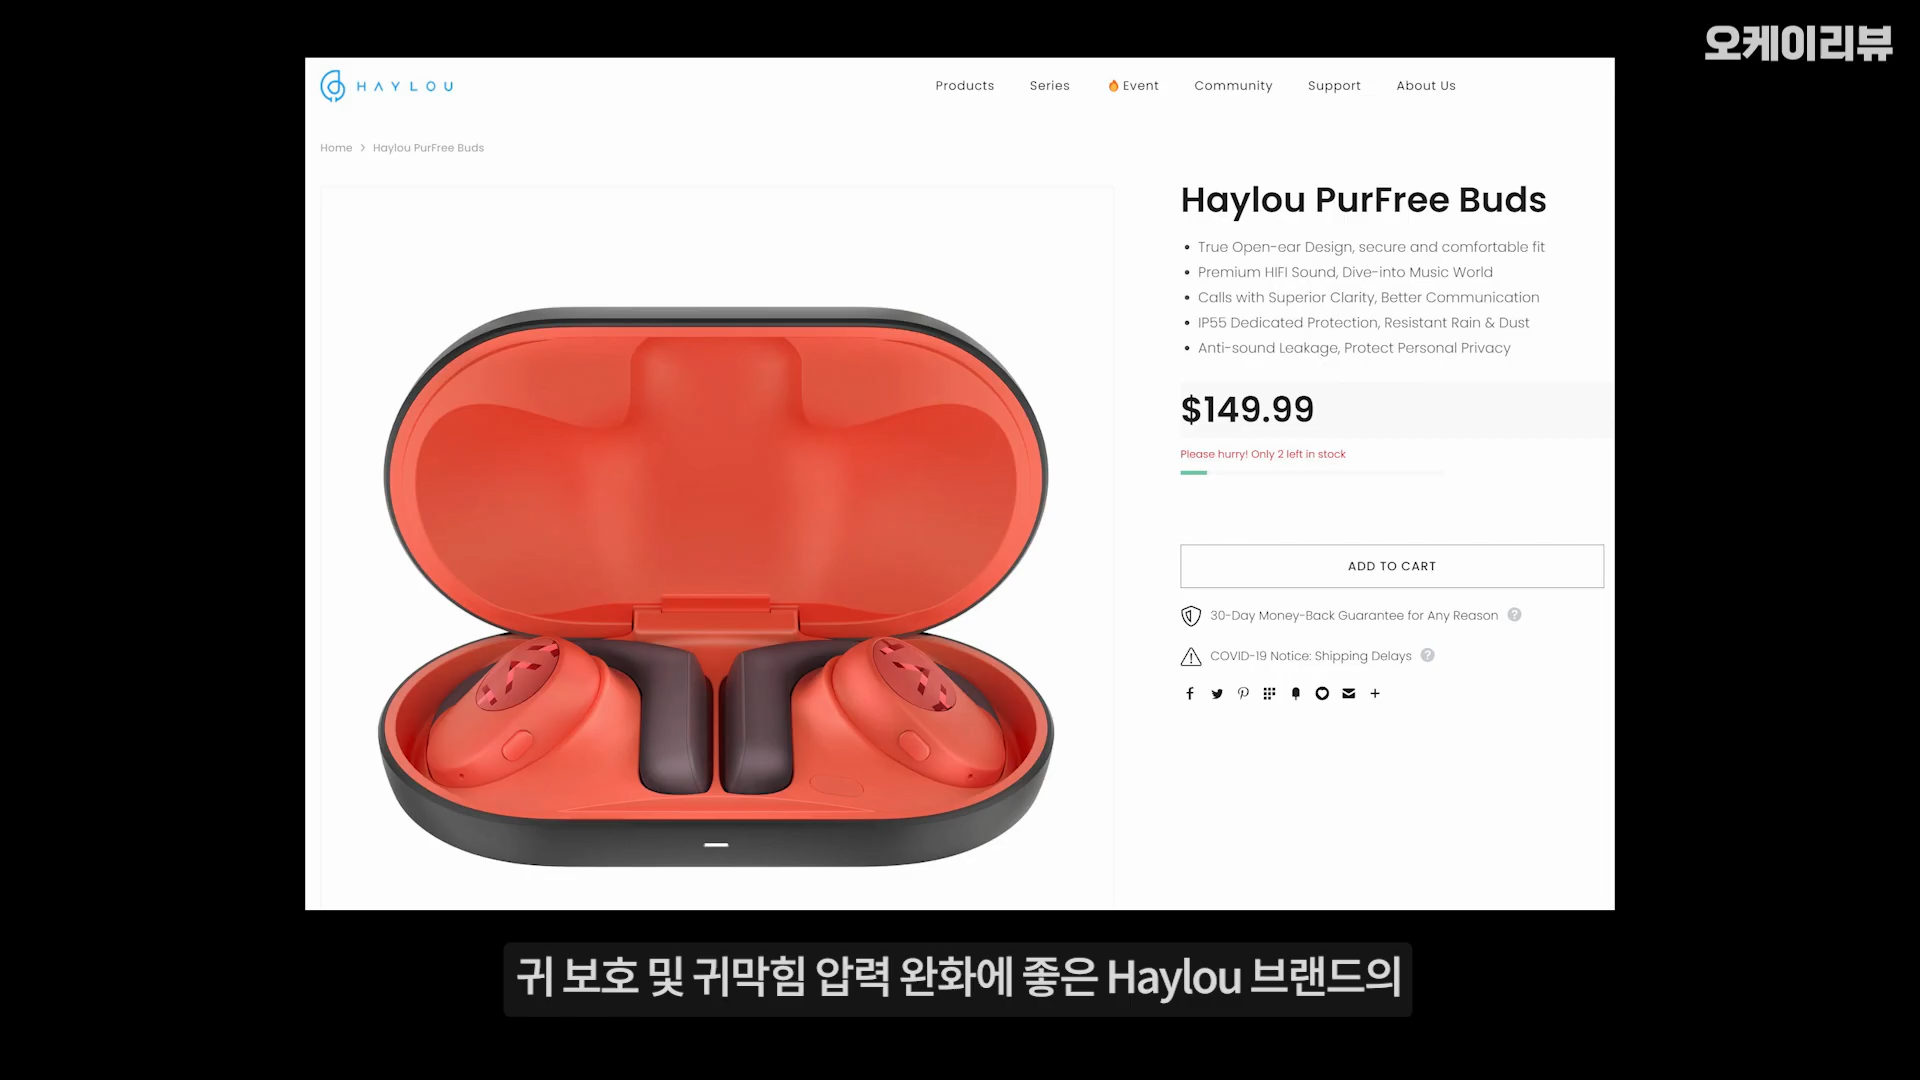 오케이리뷰
HAYLOU
Products Series Event Community Support About Us
Home > Haylou PurFree Buds
Haylou PurFree Buds
• True Open-ear Design, secure and comfortable fit
• Premium HIFI Sound, Dive-into Music World
• Calls with Superior Clarity, Better Communication
• IP55 Dedicated Protection, Resistant Rain & Dust
• Anti-sound Leakage, Protect Personal Privacy
$149.99
Please hurry! Only 2 left in stock
ADD TO CART
30-Day Money-Back Guarantee for Any Reason ?
COVID-19 Notice: Shipping Delays ?
귀 보호 및 귀막힘 압력 완화에 좋은 Haylou 브랜드의